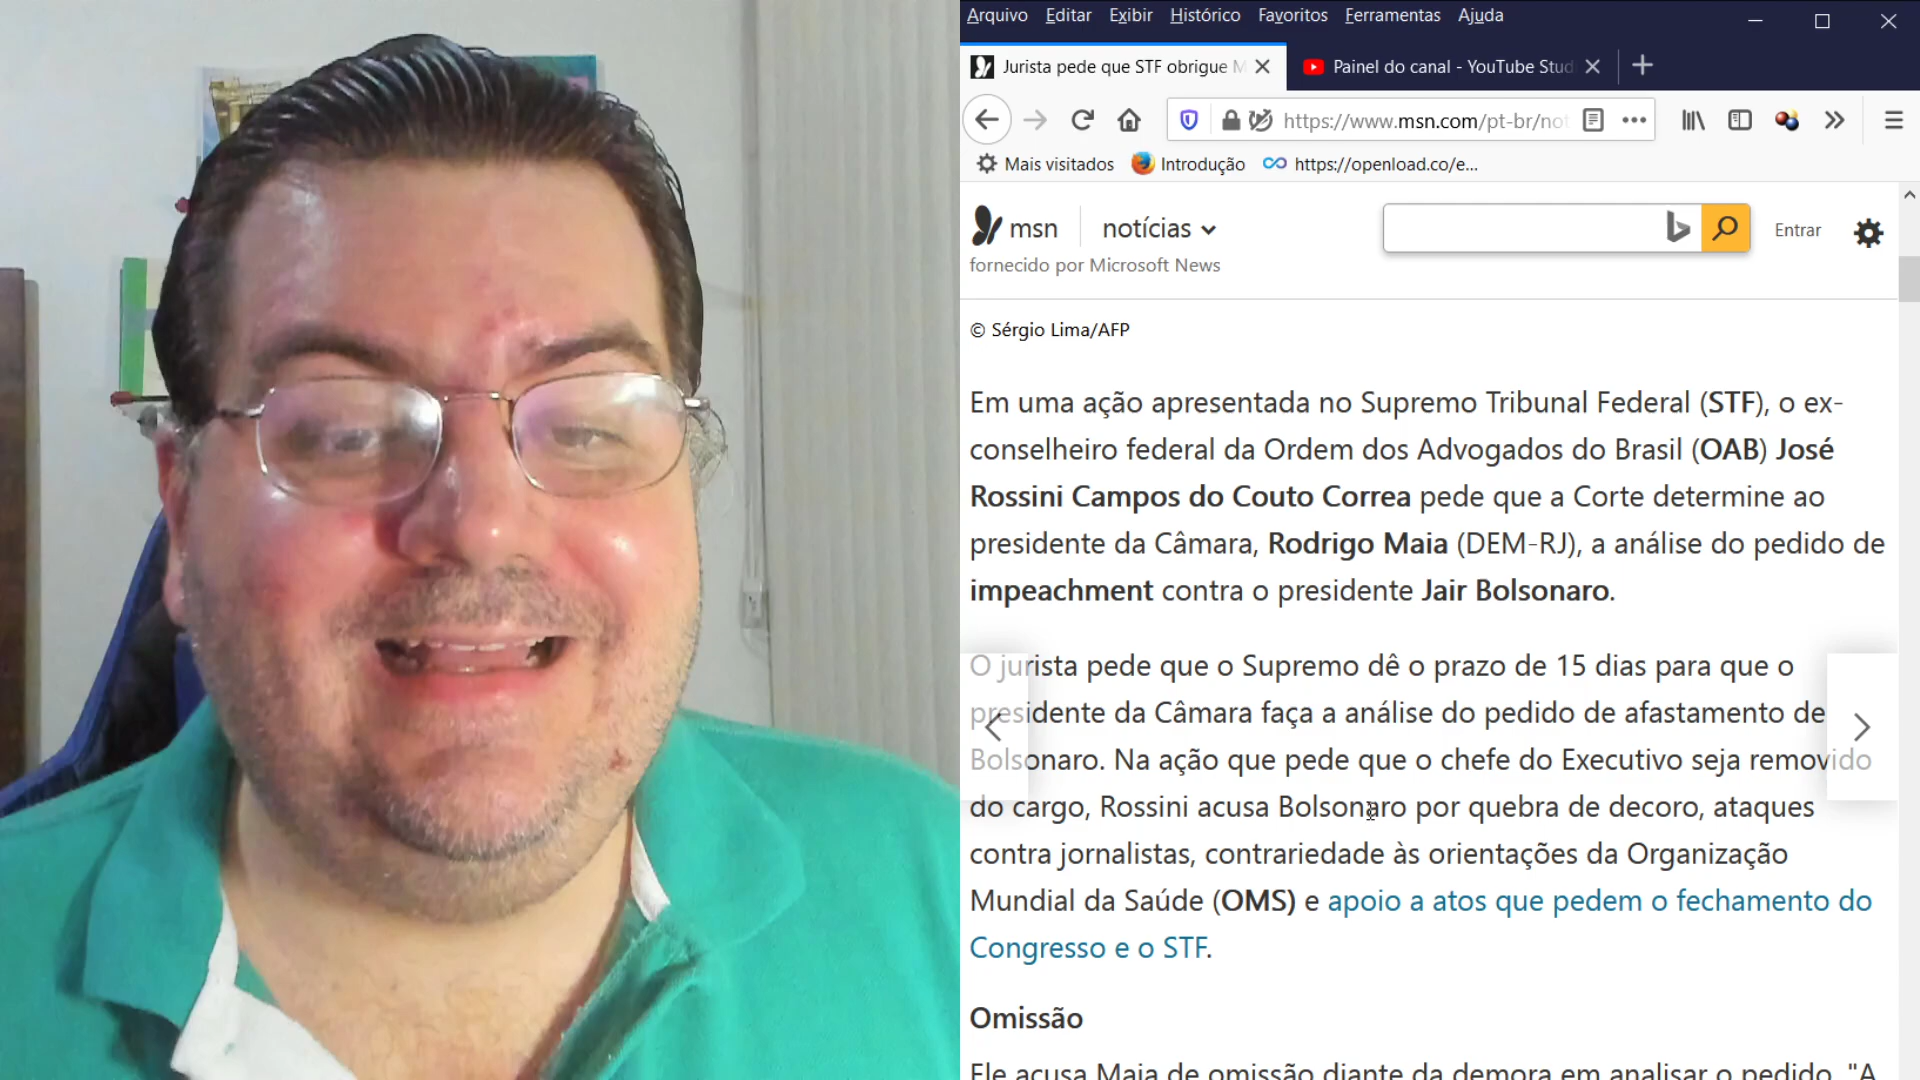 Arquivo Editar Exibir Histórico Favoritos Ferramentas Ajuda
Jurista pede que STF obrigue M
Painel do canal - YouTube Stud
https://www.msn.com/pt-br/not
Mais visitados Introdução https://openload.co/e...
msn notícias
Entrar
fornecido por Microsoft News
© Sérgio Lima/AFP
Em uma ação apresentada no Supremo Tribunal Federal (STF), o ex-
conselheiro federal da Ordem dos Advogados do Brasil (OAB) José
Rossini Campos do Couto Correa pede que a Corte determine ao
presidente da Câmara, Rodrigo Maia (DEM-RJ), a análise do pedido de
impeachment contra o presidente Jair Bolsonaro.
O jurista pede que o Supremo dê o prazo de 15 dias para que o
presidente da Câmara faça a análise do pedido de afastamento de
Bolsonaro. Na ação que pede que o chefe do Executivo seja removido
do cargo, Rossini acusa Bolsonaro por quebra de decoro, ataques
contra jornalistas, contrariedade às orientações da Organização
Mundial da Saúde (OMS) e apoio a atos que pedem o fechamento do
Congresso e o STF.
Omissão
Ele acusa Maia de omissão diante da demora em analisar o pedido. "A